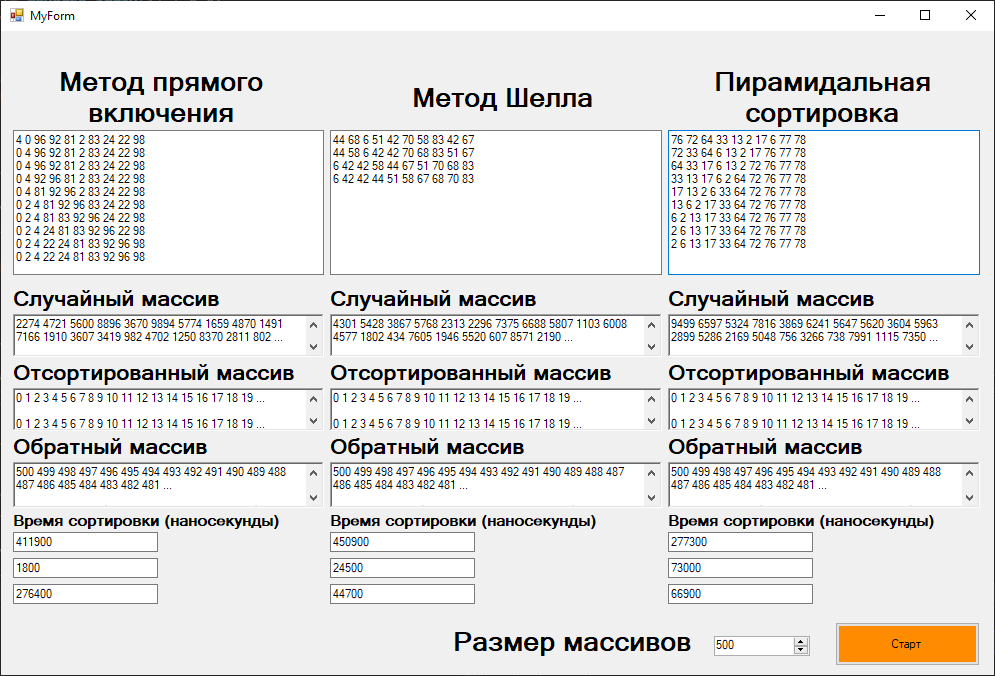 MyForm
Метод прямого
включения
4 0 96 92 81 2 83 24 22 98
0 4 96 92 81 2 83 24 22 98
0 4 96 92 81 2 83 24 22 98
0 4 92 96 81 2 83 24 22 98
0 4 81 92 96 2 83 24 22 98
0 2 4 81 92 96 83 24 22 98
0 2 4 81 83 92 96 24 22 98
0 2 4 24 81 83 92 96 22 98
0 2 4 22 24 81 83 92 96 98
0 2 4 22 24 81 83 92 96 98
Случайный массив
2274 4721 5600 8896 3670 9894 5774 1659 4870 1491
7166 1910 3607 3419 982 4702 1250 8370 2811 802 ...
Отсортированный массив
0 1 2 3 4 5 6 7 8 9 10 11 12 13 14 15 16 17 18 19 ...
0 1 2 3 4 5 6 7 8 9 10 11 12 13 14 15 16 17 18 19 ...
Обратный массив
500 499 498 497 496 495 494 493 492 491 490 489 488
487 486 485 484 483 482 481 ...
Время сортировки (наносекунды)
411900
1800
276400
Метод Шелла
44 68 6 51 42 70 58 83 42 67
44 58 6 42 42 70 68 83 51 67
6 42 42 58 44 67 51 70 68 83
6 42 42 44 51 58 67 68 70 83
Случайный массив
4301 5428 3867 5768 2313 2296 7375 6688 5807 1103 6008
4577 1802 434 7605 1946 5520 607 8571 2190 ...
Отсортированный массив
0 1 2 3 4 5 6 7 8 9 10 11 12 13 14 15 16 17 18 19 ...
0 1 2 3 4 5 6 7 8 9 10 11 12 13 14 15 16 17 18 19 ...
Обратный массив
500 499 498 497 496 495 494 493 492 491 490 489 488 487
486 485 484 483 482 481 ...
Время сортировки (наносекунды)
450900
24500
44700
Пирамидальная
сортировка
76 72 64 33 13 2 17 6 77 78
72 33 64 6 13 2 17 76 77 78
64 33 17 6 13 2 72 76 77 78
33 13 17 6 2 64 72 76 77 78
17 13 2 6 33 64 72 76 77 78
13 6 2 17 33 64 72 76 77 78
6 2 13 17 33 64 72 76 77 78
2 6 13 17 33 64 72 76 77 78
2 6 13 17 33 64 72 76 77 78
Случайный массив
9499 6597 5324 7816 3869 6241 5647 5620 3604 5963
2899 5286 2169 5048 756 3266 738 7991 1115 7350 ...
Отсортированный массив
0 1 2 3 4 5 6 7 8 9 10 11 12 13 14 15 16 17 18 19 ...
0 1 2 3 4 5 6 7 8 9 10 11 12 13 14 15 16 17 18 19 ...
Обратный массив
500 499 498 497 496 495 494 493 492 491 490 489 488
487 486 485 484 483 482 481 ...
Время сортировки (наносекунды)
277300
73000
66900
Размер массивов
500
Старт